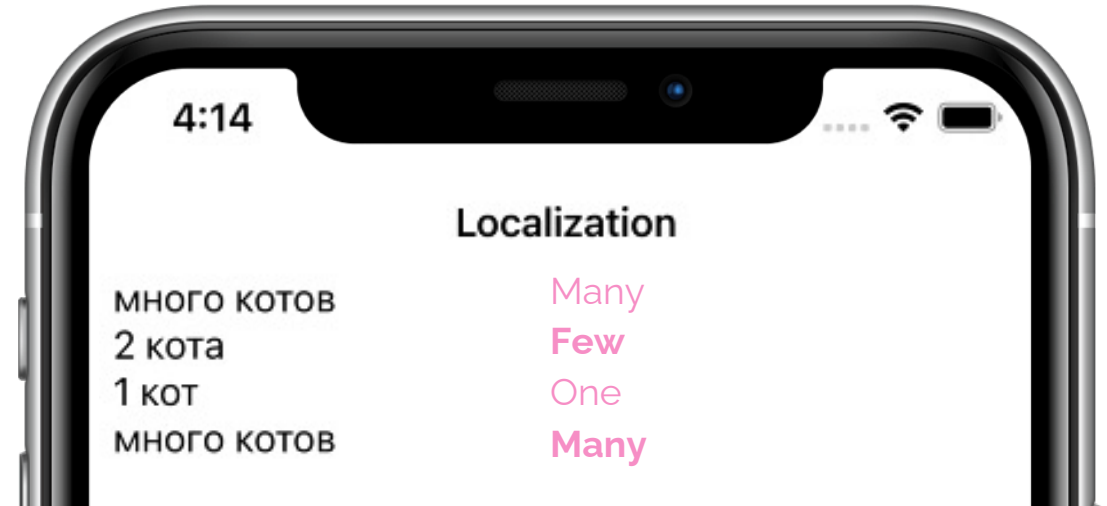 4:14
Localization
много котов Many
2 кота Few
1 кот One
много котов Many